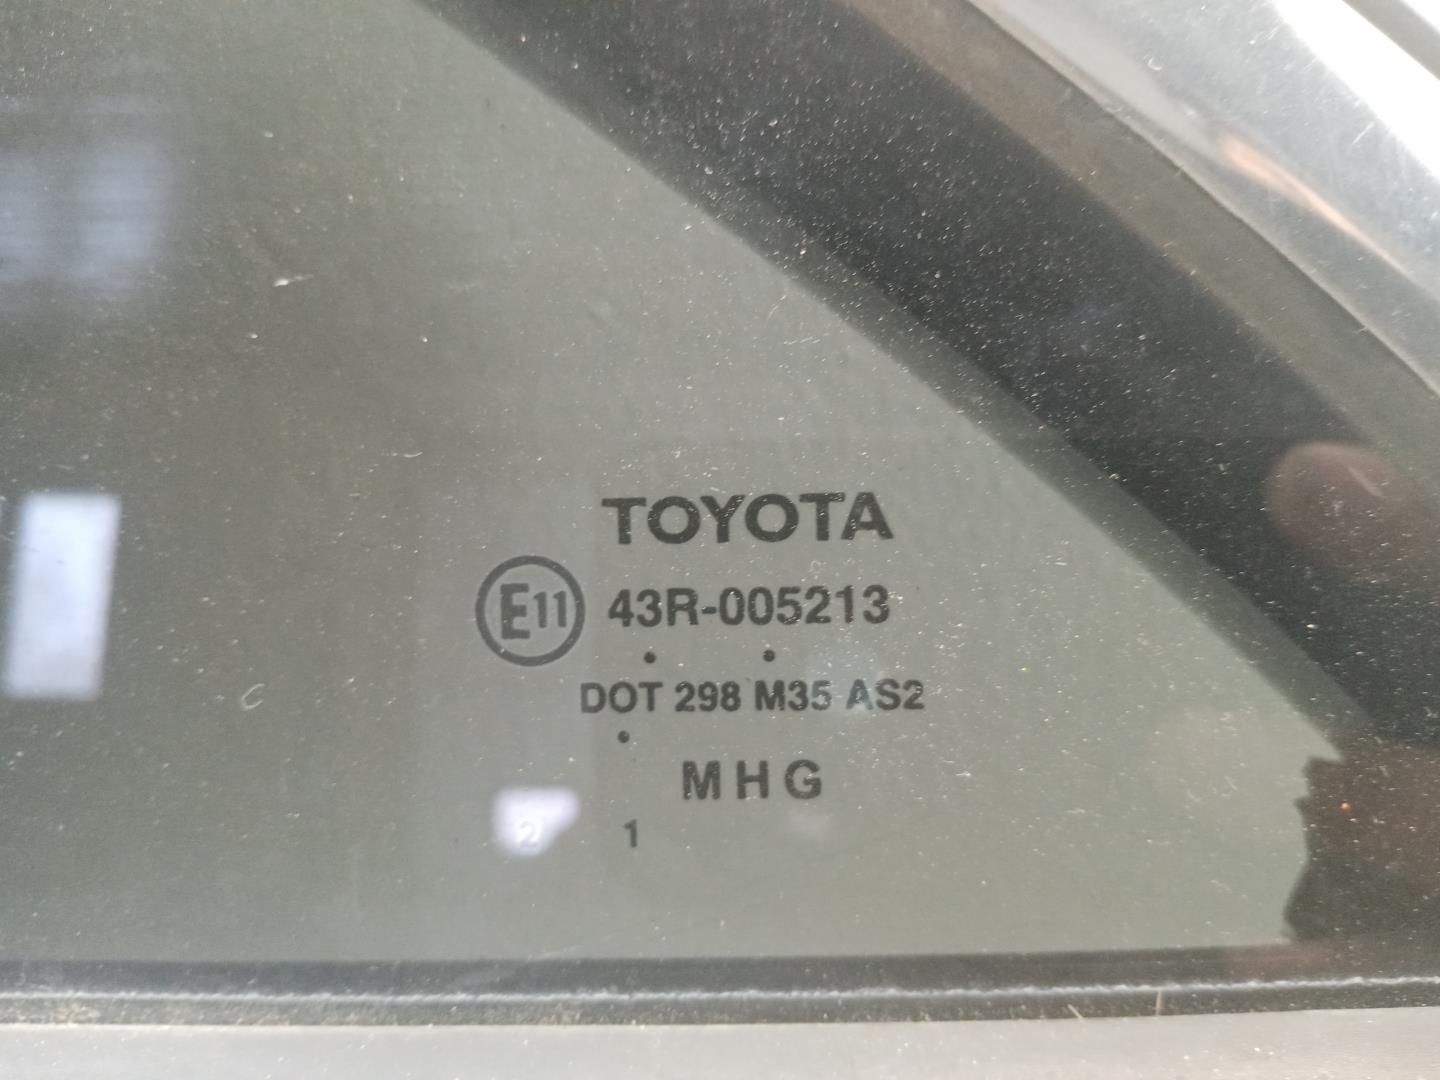 TOYOTA
E11 43R-005213
DOT 298 M35 AS2
M H G
2 1